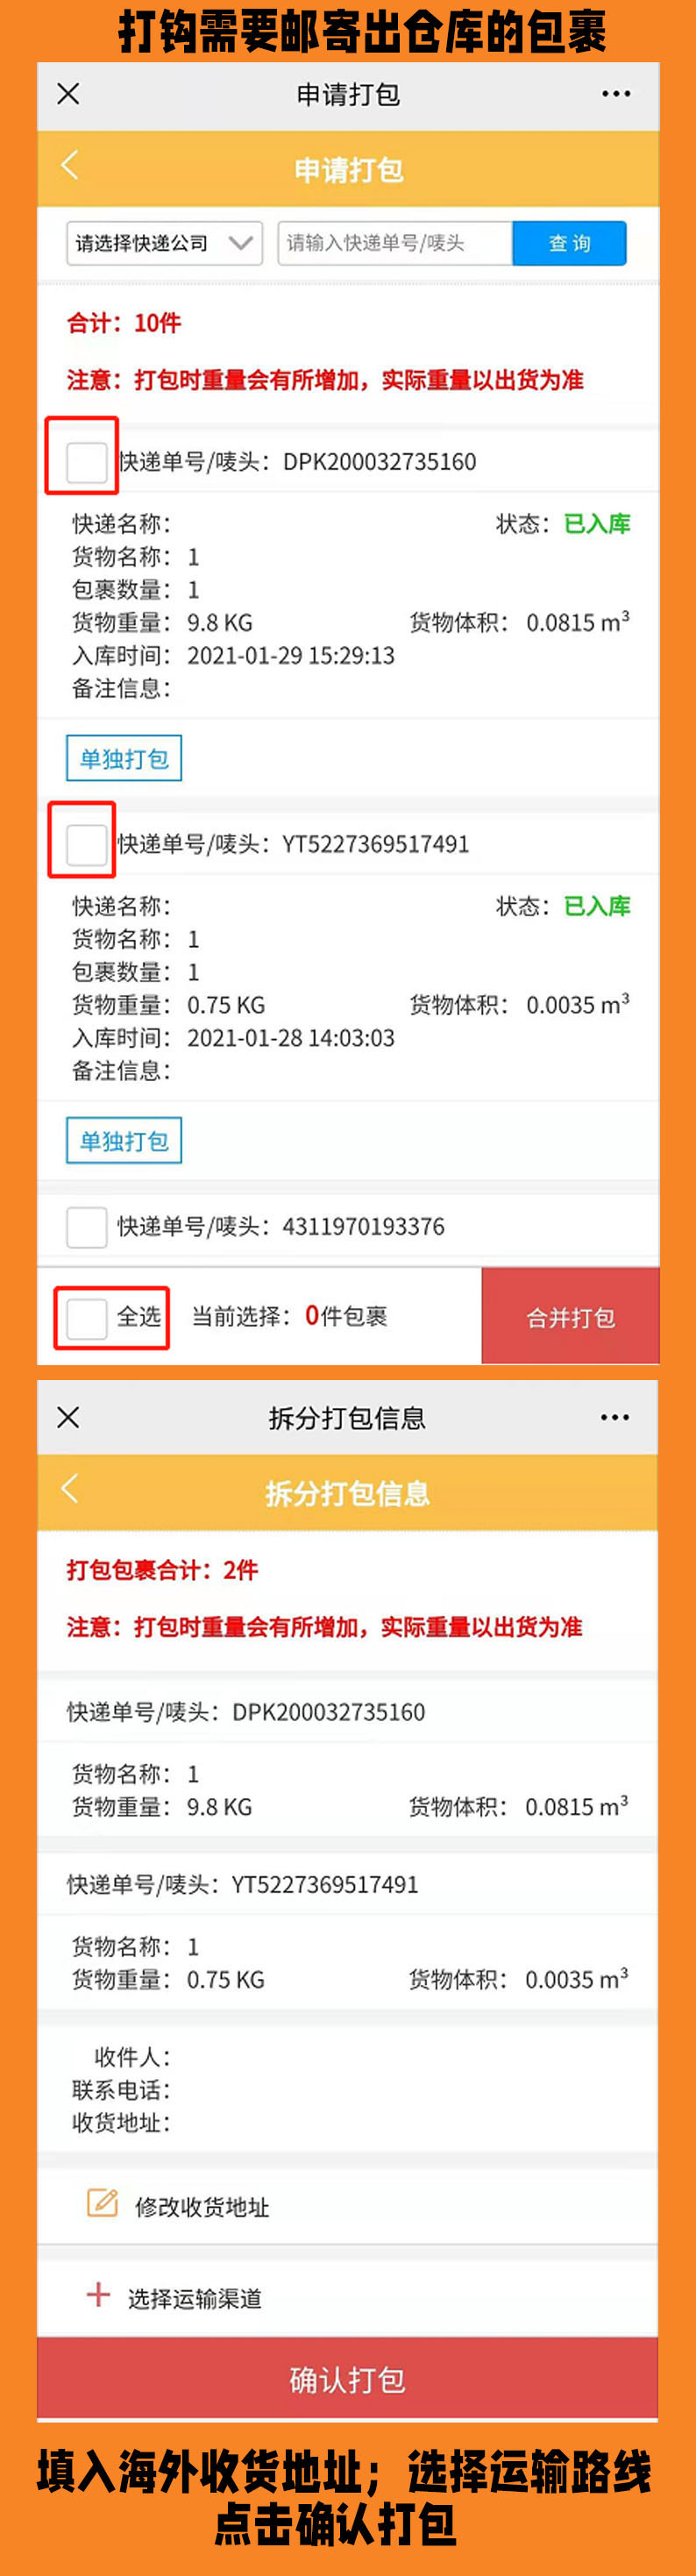 打钩需要邮寄出仓库的包裹
申请打包
申请打包
请选择快递公司 请输入快递单号/唛头 查 询
合计：10件
注意：打包时重量会有所增加，实际重量以出货为准
快递单号/唛头：DPK200032735160
快递名称： 状态：已入库
货物名称：1
包裹数量：1
货物重量：9.8 KG 货物体积：0.0815 m³
入库时间：2021-01-29 15:29:13
备注信息：
单独打包
快递单号/唛头：YT5227369517491
快递名称： 状态：已入库
货物名称：1
包裹数量：1
货物重量：0.75 KG 货物体积：0.0035 m³
入库时间：2021-01-28 14:03:03
备注信息：
单独打包
快递单号/唛头：4311970193376
全选 当前选择：0件包裹 合并打包
拆分打包信息
拆分打包信息
打包包裹合计：2件
注意：打包时重量会有所增加，实际重量以出货为准
快递单号/唛头：DPK200032735160
货物名称：1
货物重量：9.8 KG 货物体积：0.0815 m³
快递单号/唛头：YT5227369517491
货物名称：1
货物重量：0.75 KG 货物体积：0.0035 m³
收件人：
联系电话：
收货地址：
修改收货地址
选择运输渠道
确认打包
填入海外收货地址；选择运输路线
点击确认打包